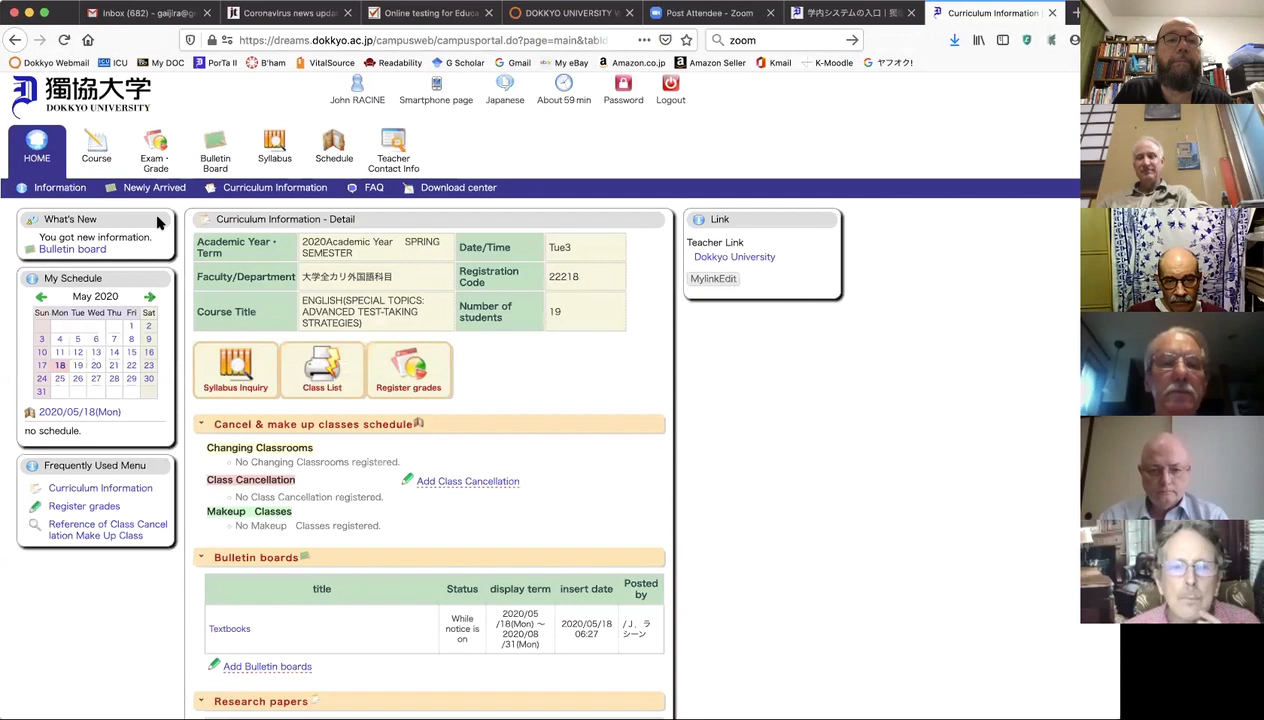 Inbox (682) - gaijira@g
Coronavirus news upda
Online testing for Educa
DOKKYO UNIVERSITY W
Post Attendee - Zoom
学内システムの入口 | 獨
Curriculum Information
https://dreams.dokkyo.ac.jp/campusweb/campusportal.do?page=main&tabId
zoom
Dokkyo Webmail
ICU
My DOC
PorTa II
B'ham
VitalSource
Readability
G Scholar
Gmail
My eBay
Amazon.co.jp
Amazon Seller
Kmail
K-Moodle
ヤフオク!
獨協大学
DOKKYO UNIVERSITY
John RACINE
Smartphone page
Japanese
About 59 min
Password
Logout
HOME
Course
Exam・
Grade
Bulletin
Board
Syllabus
Schedule
Teacher
Contact Info
Information
Newly Arrived
Curriculum Information
FAQ
Download center
What's New
You got new information.
Bulletin board
My Schedule
May 2020
Sun Mon Tue Wed Thu Fri Sat
1 2
3 4 5 6 7 8 9
10 11 12 13 14 15 16
17 18 19 20 21 22 23
24 25 26 27 28 29 30
31
2020/05/18(Mon)
no schedule.
Frequently Used Menu
Curriculum Information
Register grades
Reference of Class Cancel
lation Make Up Class
Curriculum Information - Detail
Academic Year・
Term
2020Academic Year SPRING
SEMESTER
Date/Time
Tue3
Faculty/Department
大学全カリ外国語科目
Registration
Code
22218
Course Title
ENGLISH(SPECIAL TOPICS:
ADVANCED TEST-TAKING
STRATEGIES)
Number of
students
19
Syllabus Inquiry
Class List
Register grades
Cancel & make up classes schedule
Changing Classrooms
No Changing Classrooms registered.
Class Cancellation
Add Class Cancellation
No Class Cancellation registered.
Makeup Classes
No Makeup Classes registered.
Bulletin boards
title
Status
display term
insert date
Posted
by
Textbooks
While
notice is
on
2020/05
/18(Mon) ～
2020/08
/31(Mon)
2020/05/18
06:27
/ J．ラ
シーン
Add Bulletin boards
Research papers
Link
Teacher Link
Dokkyo University
MylinkEdit